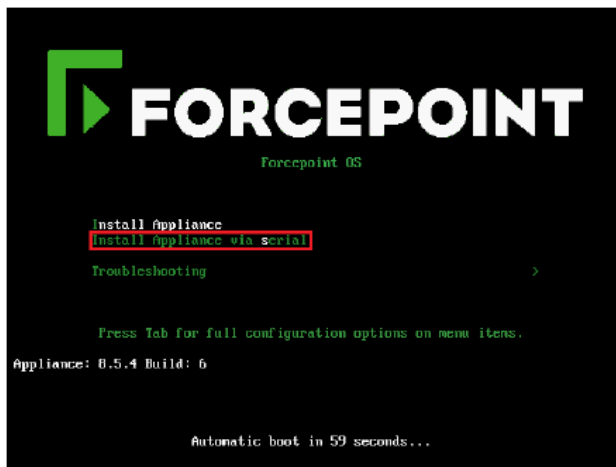 FORCEPOINT
Forcepoint OS
Install Appliance
Install Appliance via serial
Troubleshooting >
Press Tab for full configuration options on menu items.
Appliance: 8.5.4 Build: 6
Automatic boot in 59 seconds...